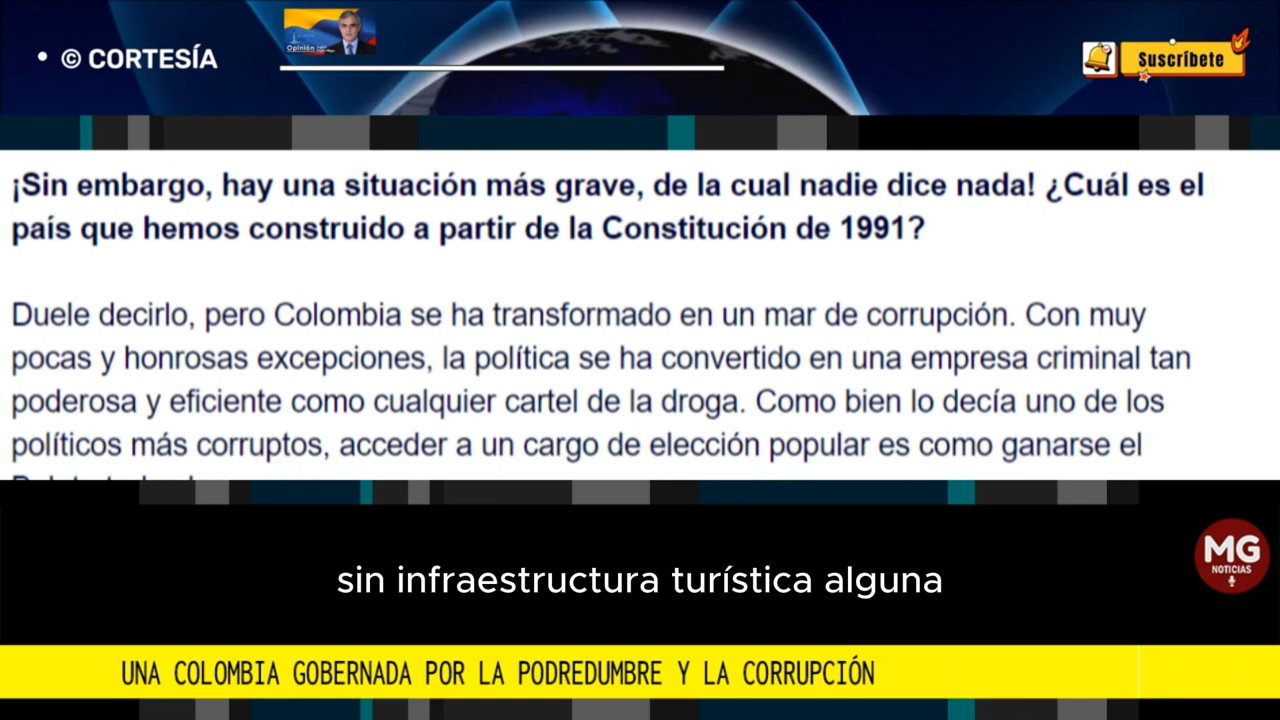 • © CORTESÍA
Opinión
Suscríbete
¡Sin embargo, hay una situación más grave, de la cual nadie dice nada! ¿Cuál es el
país que hemos construido a partir de la Constitución de 1991?
Duele decirlo, pero Colombia se ha transformado en un mar de corrupción. Con muy
pocas y honrosas excepciones, la política se ha convertido en una empresa criminal tan
poderosa y eficiente como cualquier cartel de la droga. Como bien lo decía uno de los
políticos más corruptos, acceder a un cargo de elección popular es como ganarse el
MG
NOTICIAS
sin infraestructura turística alguna
UNA COLOMBIA GOBERNADA POR LA PODREDUMBRE Y LA CORRUPCIÓN